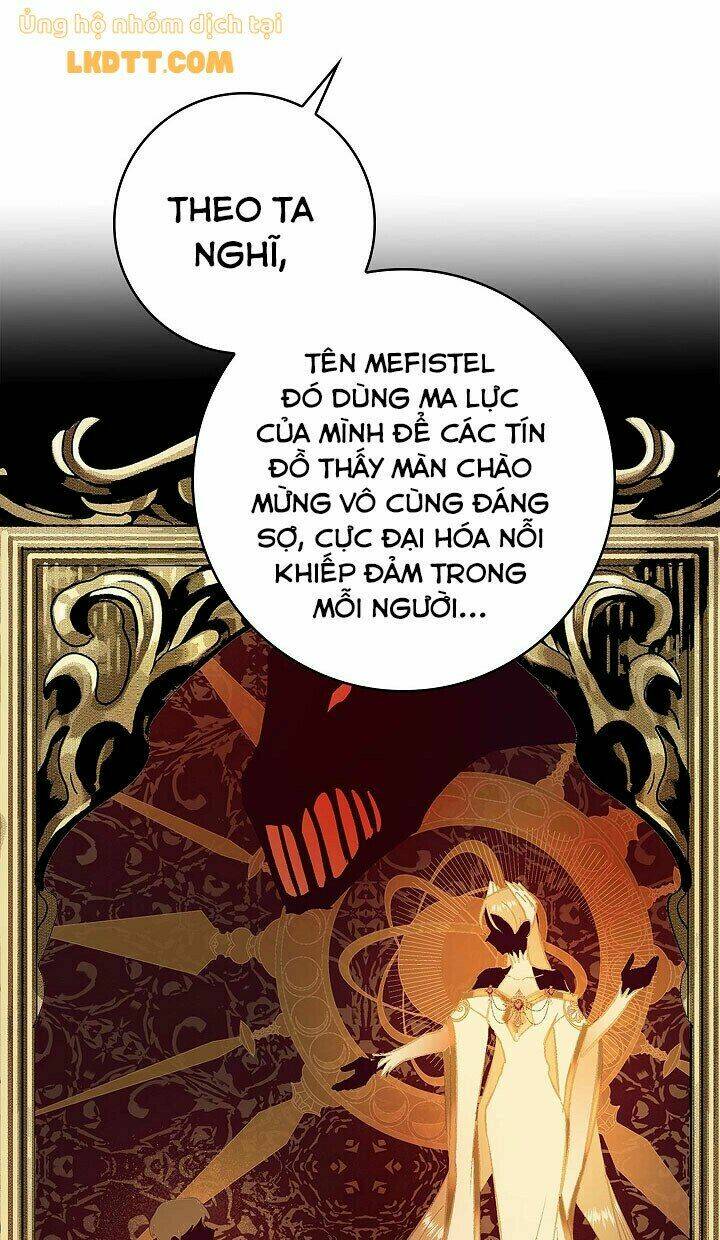 Ủng hộ nhóm dịch tại
LKDTT.COM
THEO TA
NGHĨ,
TÊN MEFISTEL
ĐÓ DÙNG MA LỰC
CỦA MÌNH ĐỂ CÁC TÍN
ĐỒ THẤY MÀN CHÀO
MỪNG VÔ CÙNG ĐÁNG
SỢ, CỰC ĐẠI HÓA NỖI
KHIẾP ĐẢM TRONG
MỖI NGƯỜI...